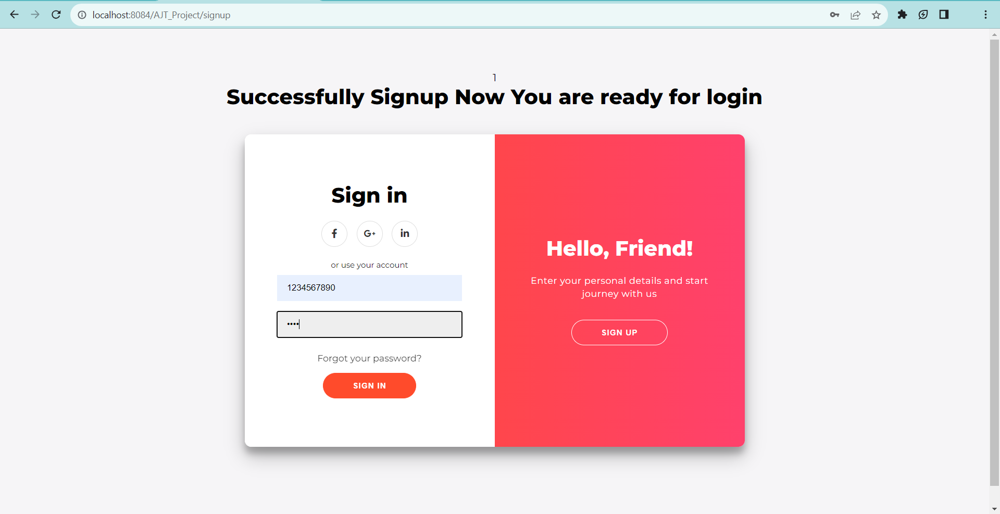 localhost:8084/AJT_Project/signup
1
Successfully Signup Now You are ready for login
Sign in
f G+ in
or use your account
1234567890
••••
Forgot your password?
SIGN IN
Hello, Friend!
Enter your personal details and start
journey with us
SIGN UP